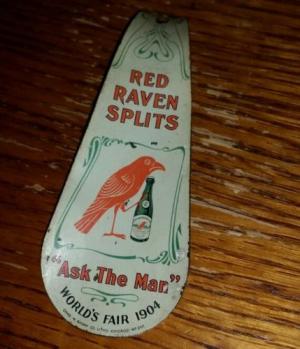 RED
RAVEN
SPLITS
"Ask The Man."
WORLD'S FAIR 1904